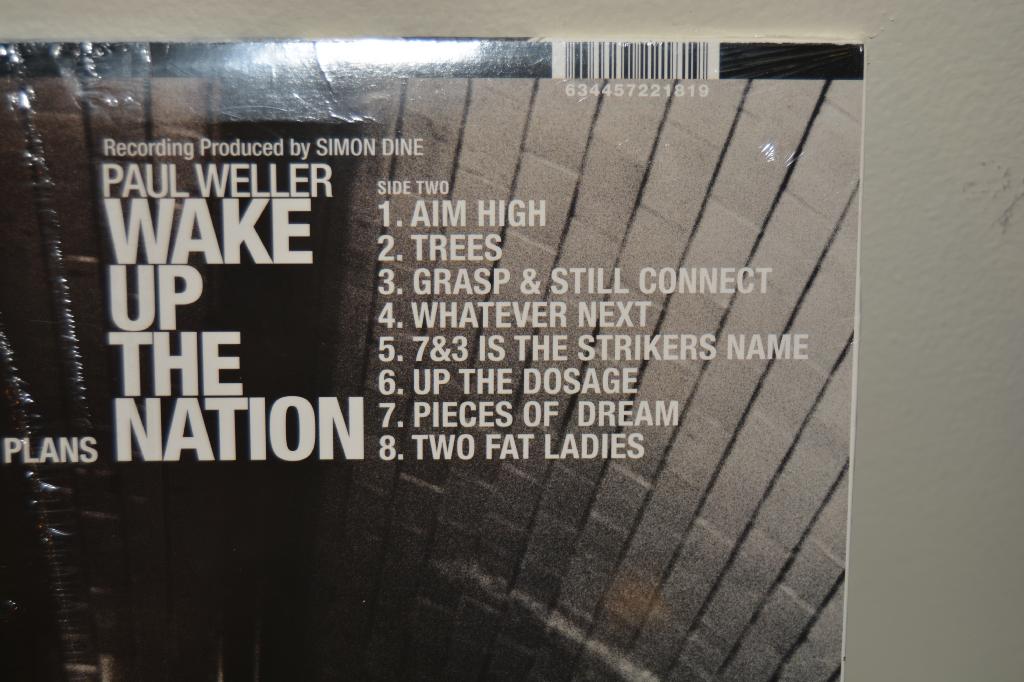 634457221819
Recording Produced by SIMON DINE
PAUL WELLER
WAKE
UP
THE
NATION
PLANS
SIDE TWO
1. AIM HIGH
2. TREES
3. GRASP & STILL CONNECT
4. WHATEVER NEXT
5. 7&3 IS THE STRIKERS NAME
6. UP THE DOSAGE
7. PIECES OF DREAM
8. TWO FAT LADIES